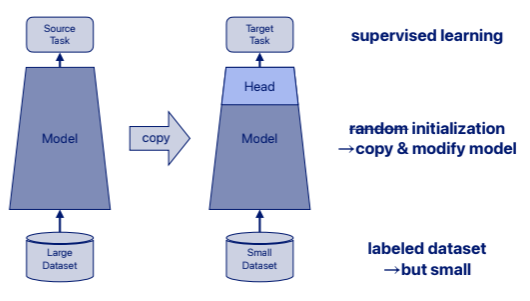 Source
Task
Model
Large
Dataset
copy
Target
Task
Head
Model
Small
Dataset
supervised learning
random initialization
→copy & modify model
labeled dataset
→but small